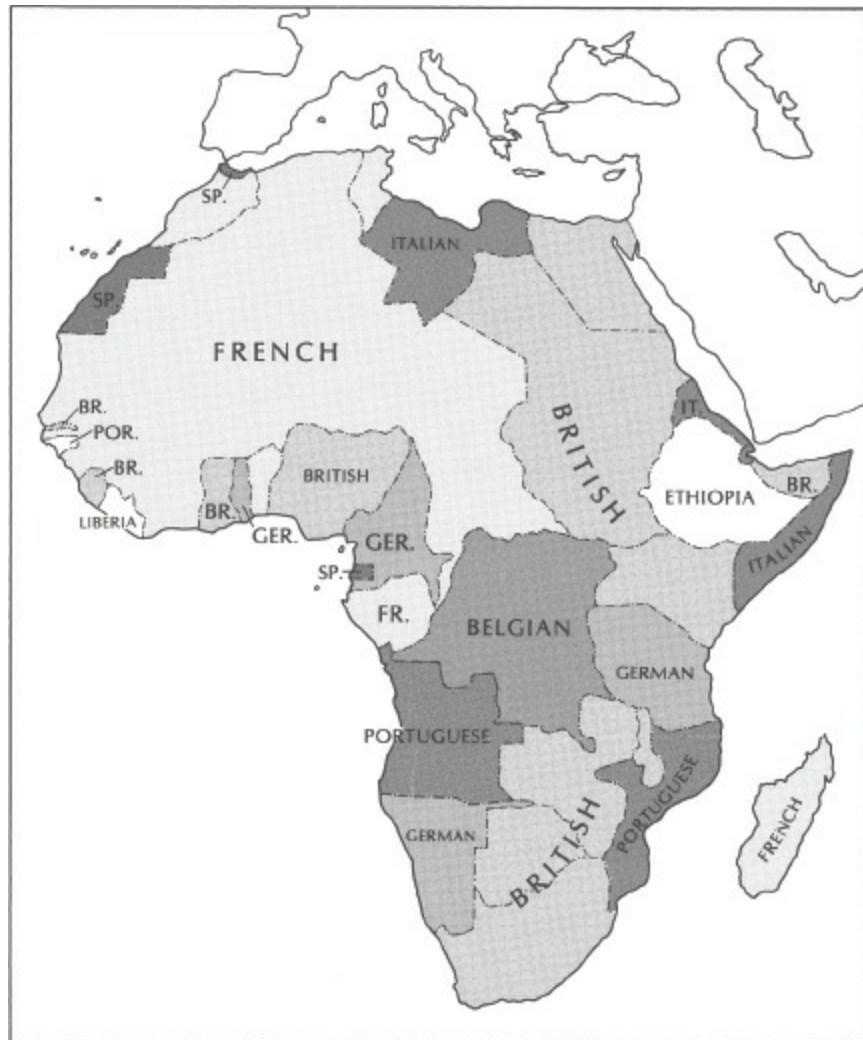 SP.
ITALIAN
SP.
FRENCH
BR.
IT.
POR.
BRITISH
BR.
BRITISH
ETHIOPIA
BR.
LIBERIA
BR.
GER.
GER.
SP.
ITALIAN
FR.
BELGIAN
GERMAN
PORTUGUESE
PORTUGUESE
BRITISH
GERMAN
FRENCH